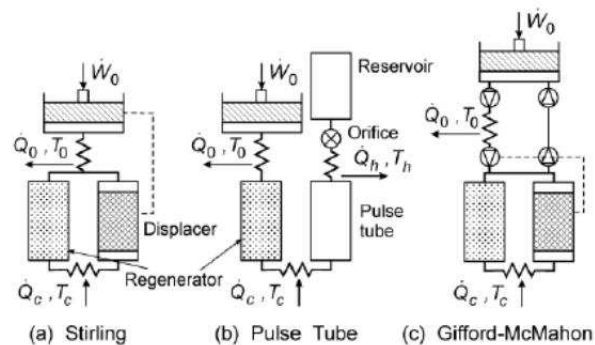 Ẇ₀
Q̇₀ , T₀
Displacer
Regenerator
Q̇c , Tc
(a) Stirling
Ẇ₀
Reservoir
Orifice
Q̇₀ , T₀
Q̇h , Th
Pulse
tube
Q̇c , Tc
(b) Pulse Tube
Ẇ₀
Q̇₀ , T₀
Q̇c , Tc
(c) Gifford-McMahon